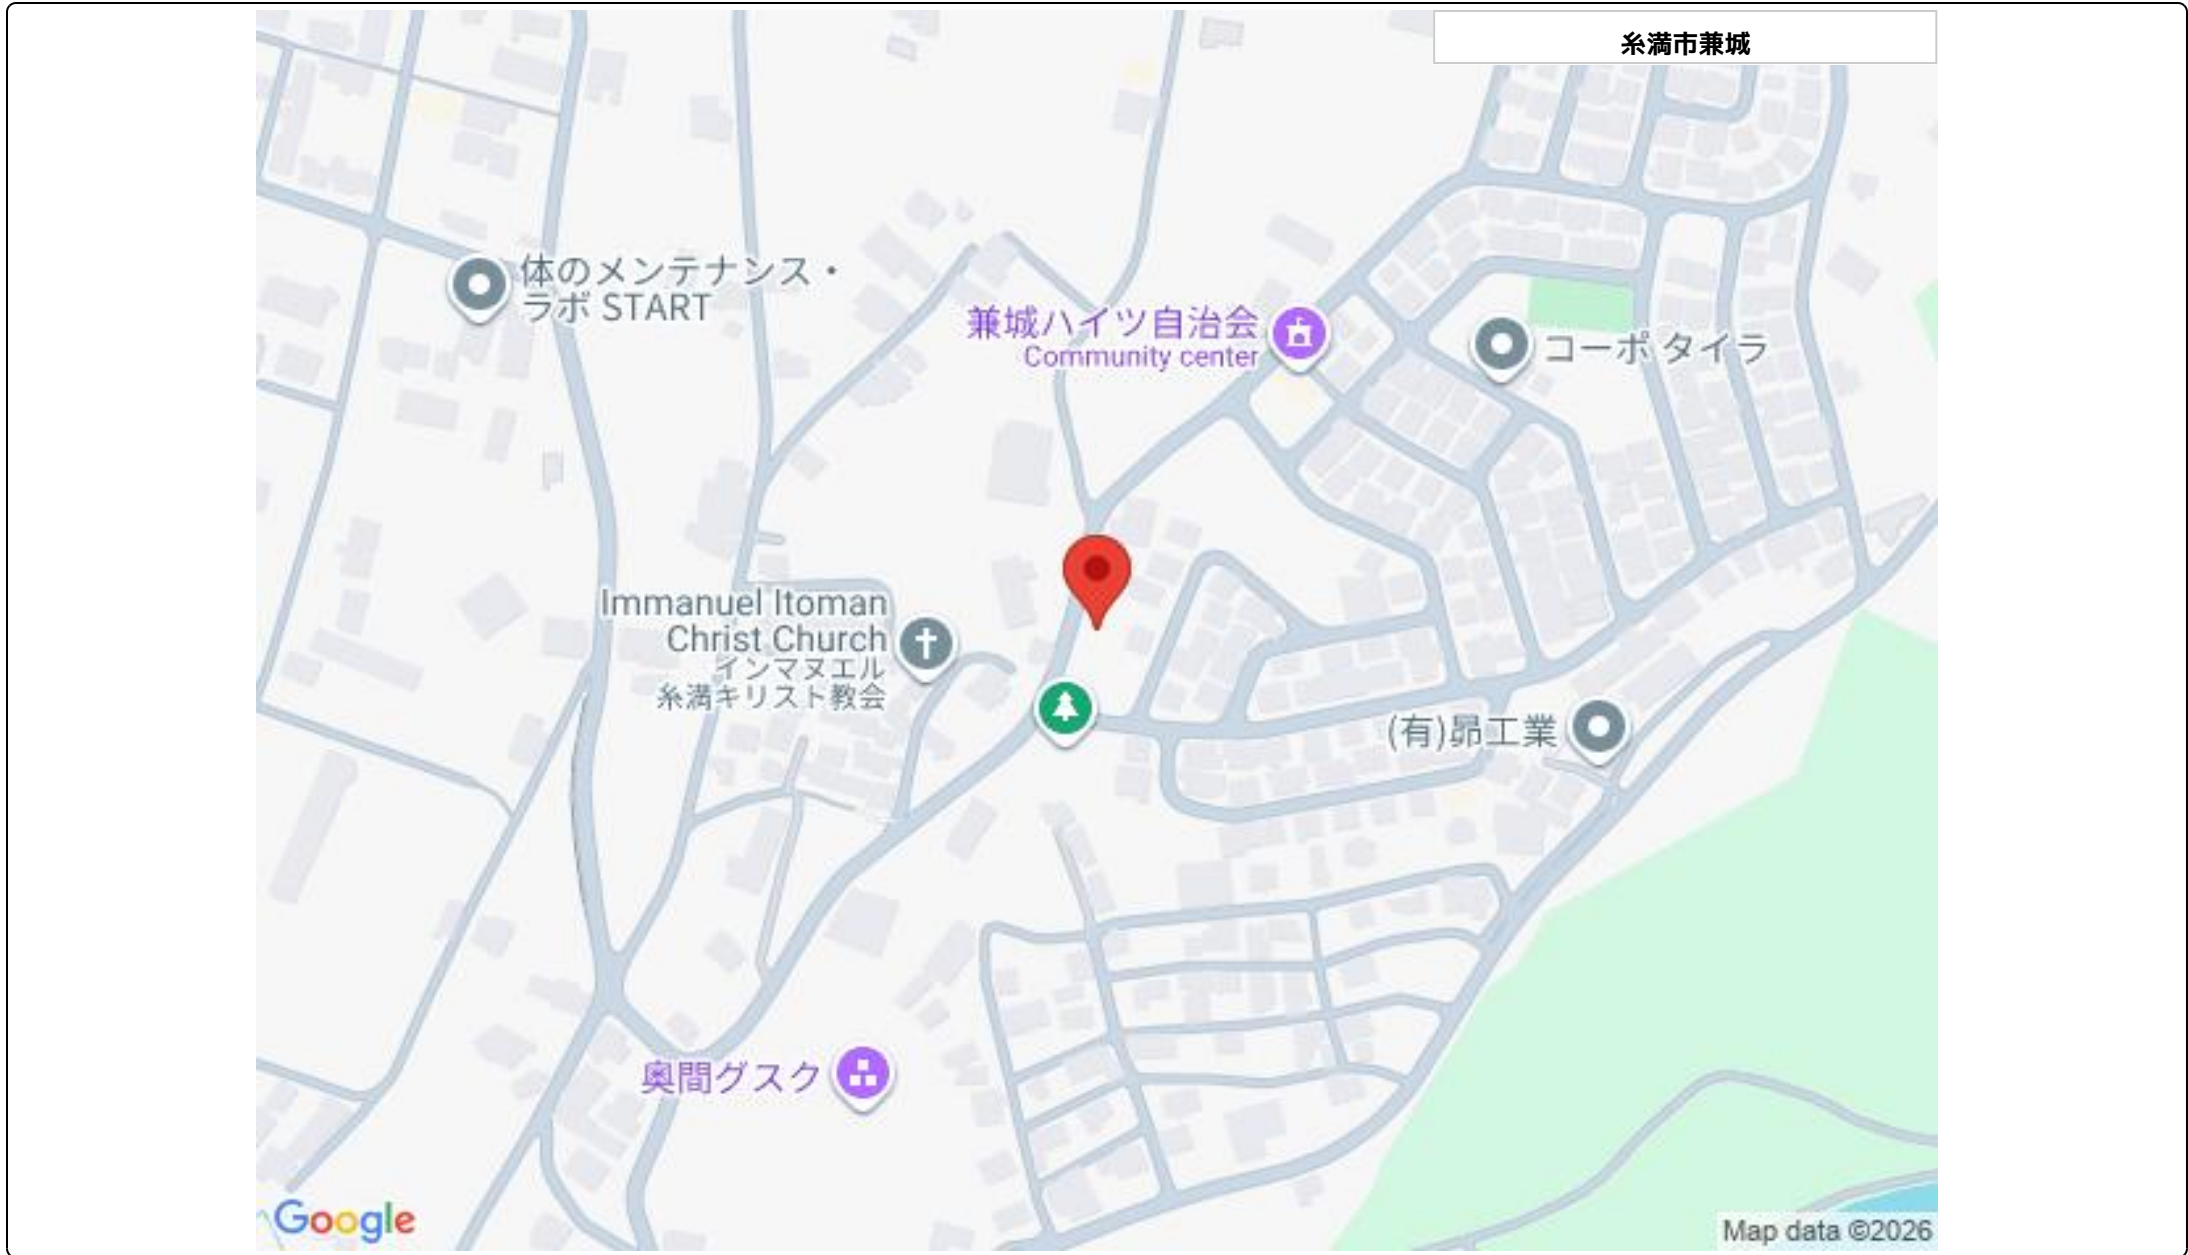 糸満市兼城
体のメンテナンス・
ラボ START
兼城ハイツ自治会
Community center
コーポ タイラ
Immanuel Itoman
Christ Church
インマヌエル
糸満キリスト教会
(有)昴工業
奥間グスク
Google
Map data ©2026